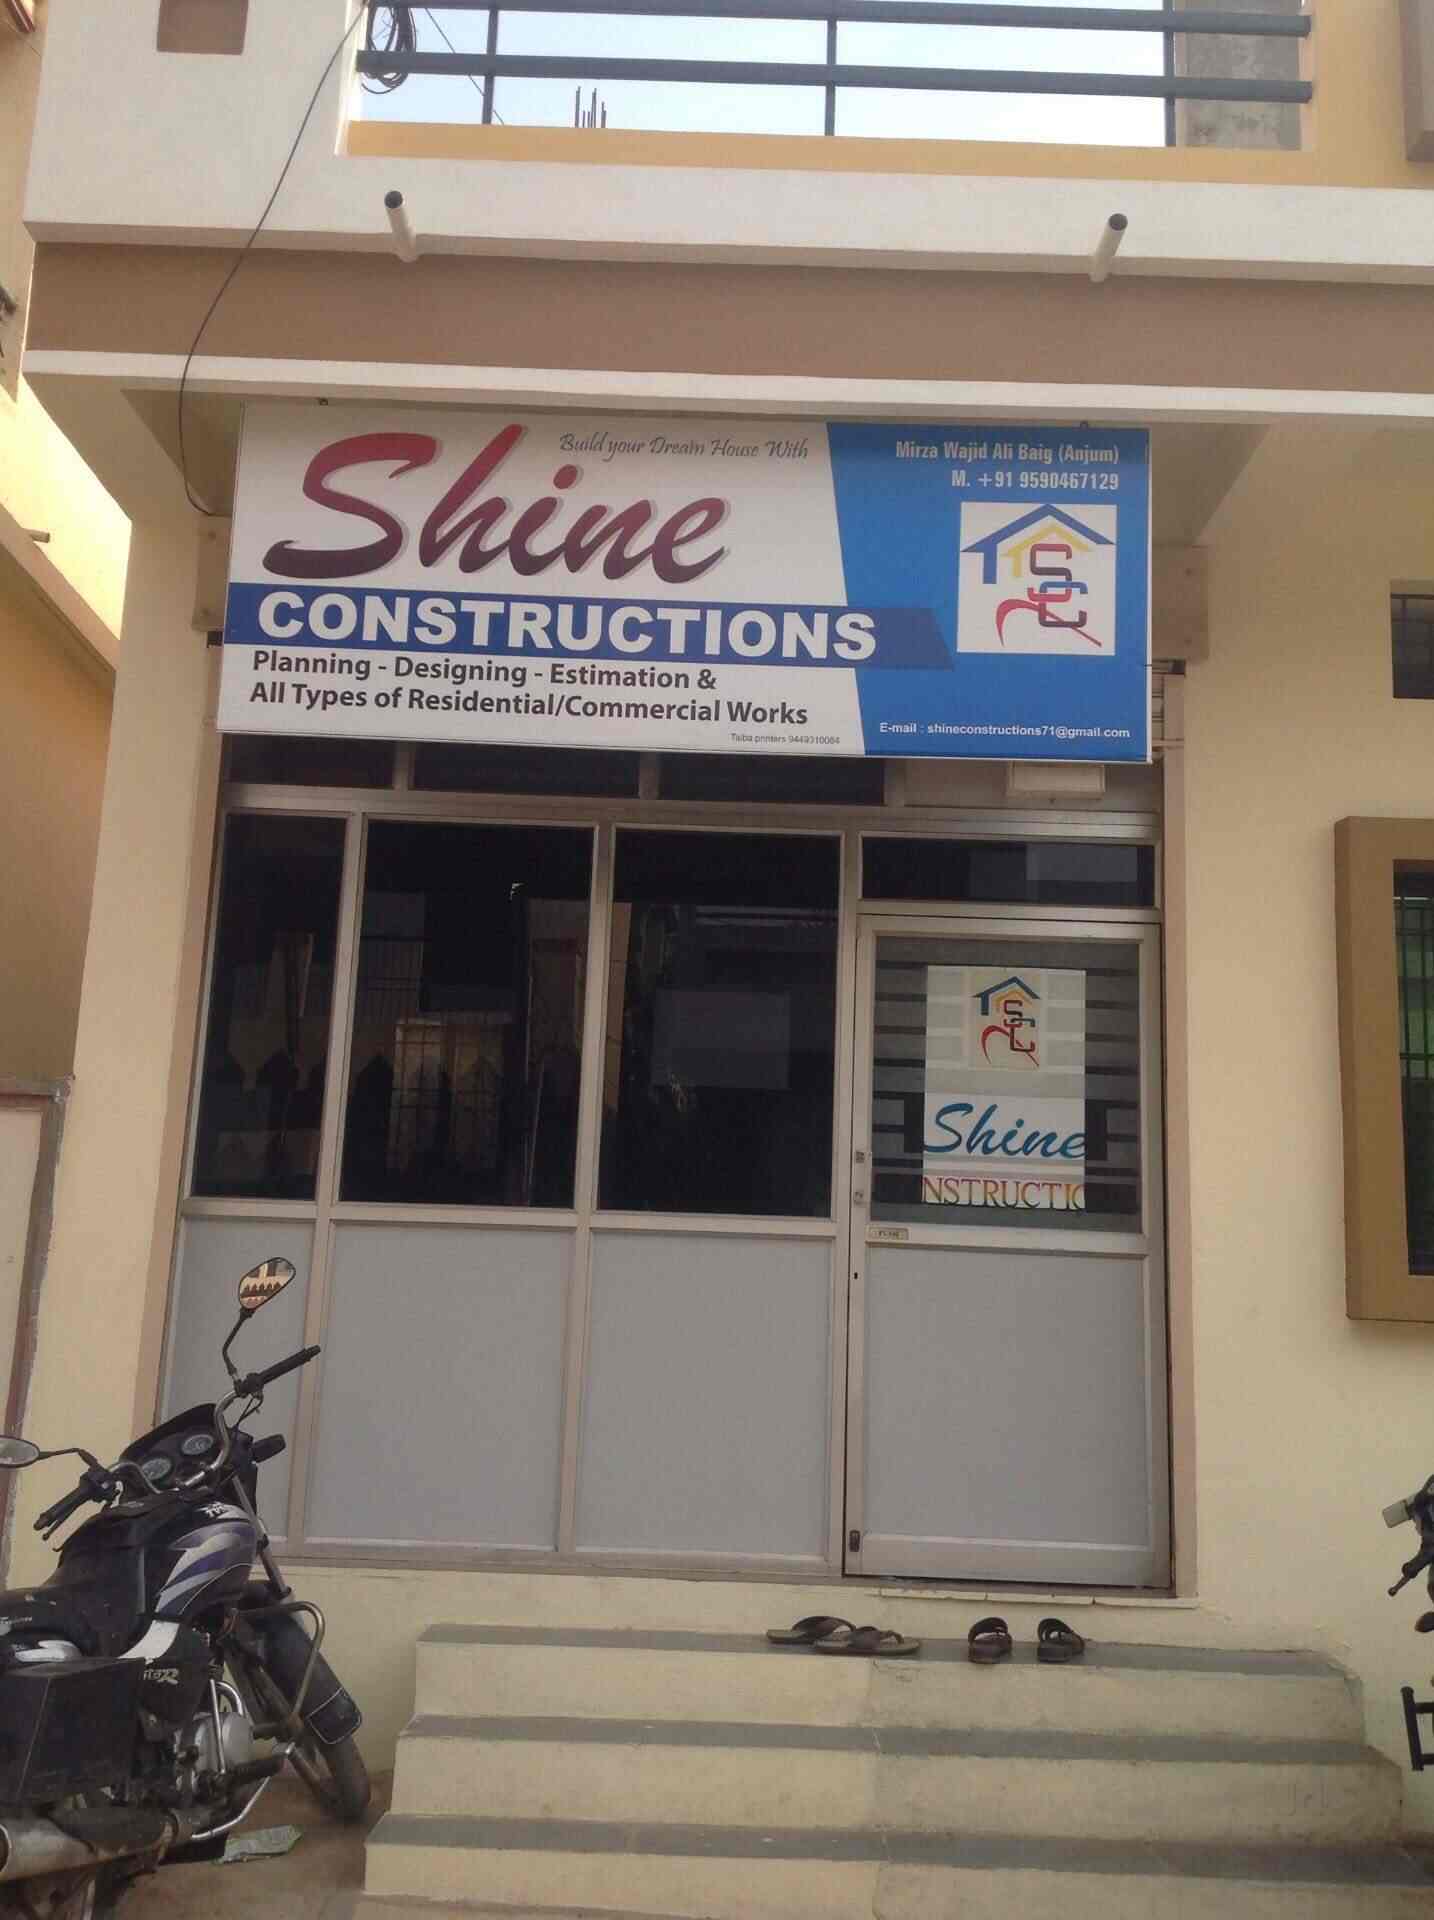 Build your Dream House With
Shine
CONSTRUCTIONS
Planning - Designing - Estimation &
All Types of Residential/Commercial Works
Taiba printers 9449310084
Mirza Wajid Ali Baig (Anjum)
M. +91 9590467129
SC
E-mail : shineconstructions71@gmail.com
SC
Shine
NSTRUCTIO